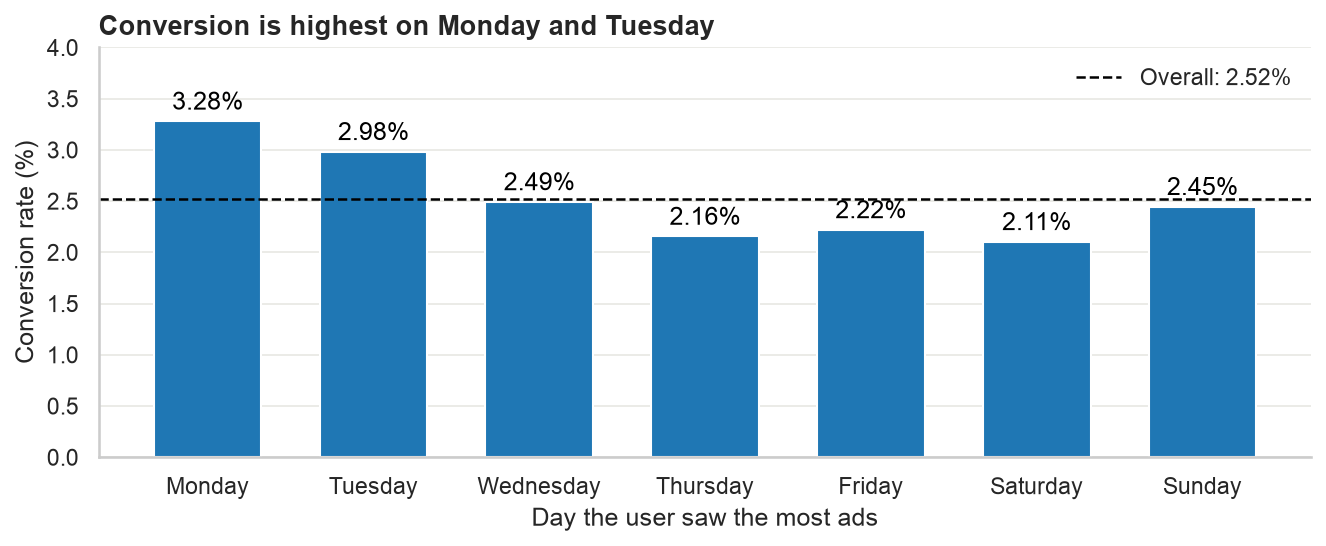 Conversion is highest on Monday and Tuesday
4.0
3.5
3.0
2.5
2.0
1.5
1.0
0.5
0.0
Conversion rate (%)
Overall: 2.52%
3.28%
2.98%
2.49%
2.16%
2.22%
2.11%
2.45%
Monday
Tuesday
Wednesday
Thursday
Friday
Saturday
Sunday
Day the user saw the most ads